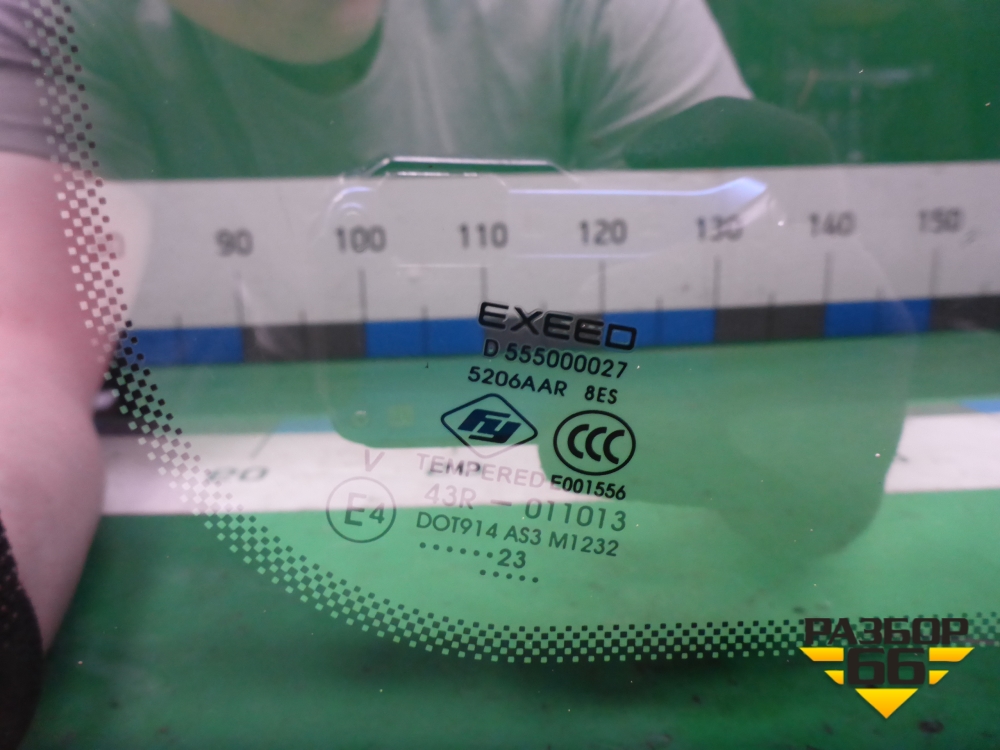 90 100 110 120 130 140 150
EXEED
D 555000027
5206AAR 8ES
FY
CCC
V TEMPERED E001556
E4
43R - 011013
DOT914 AS3 M1232
······23
······
РАЗБОР
66